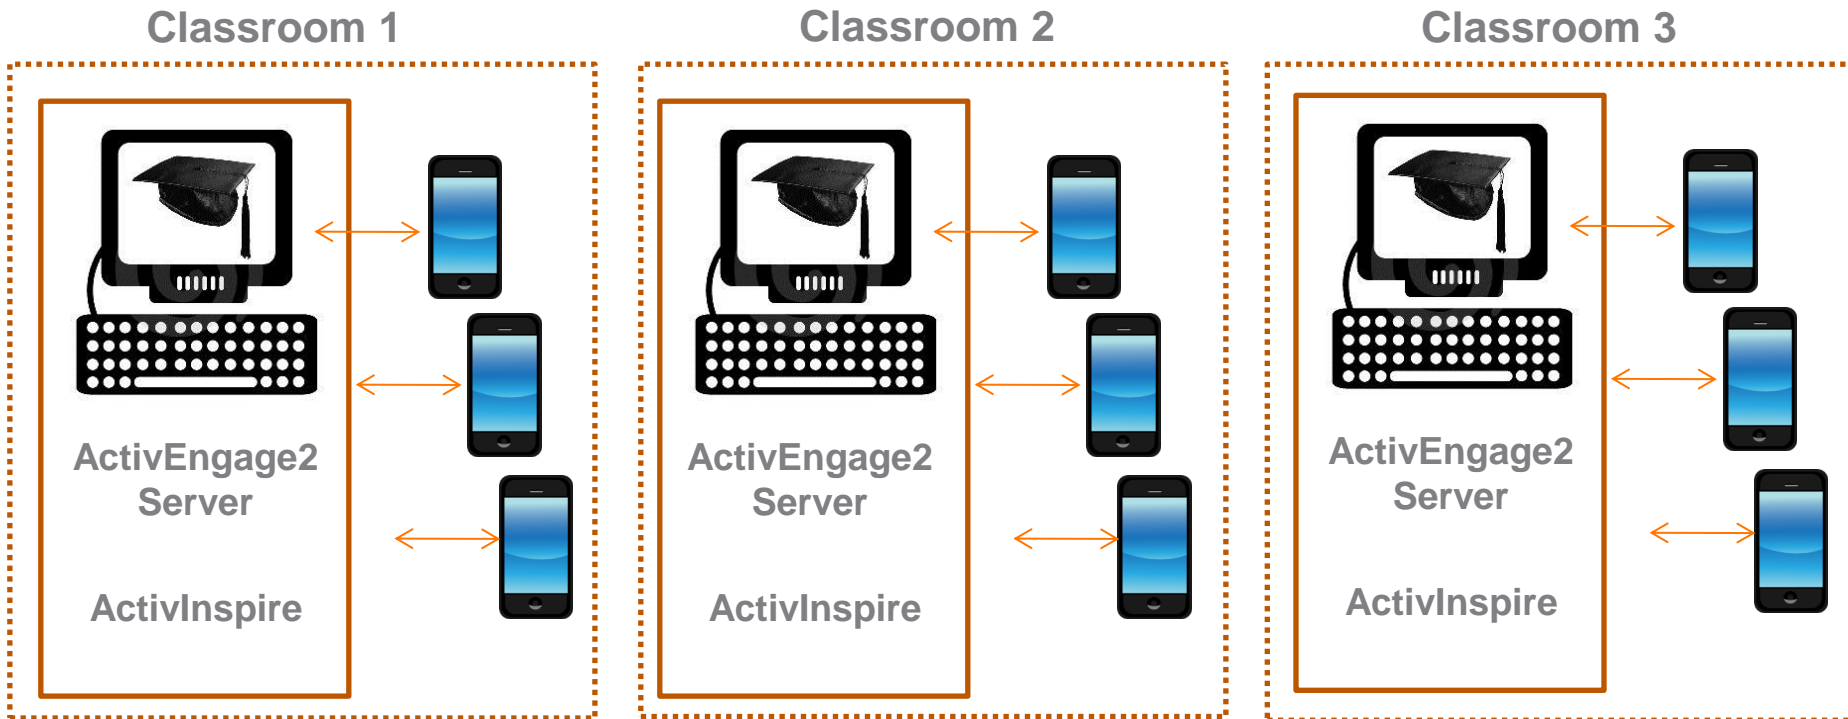 Classroom 1
Classroom 2
Classroom 3
ActivEngage2
Server
ActivInspire
ActivEngage2
Server
ActivInspire
ActivEngage2
Server
ActivInspire